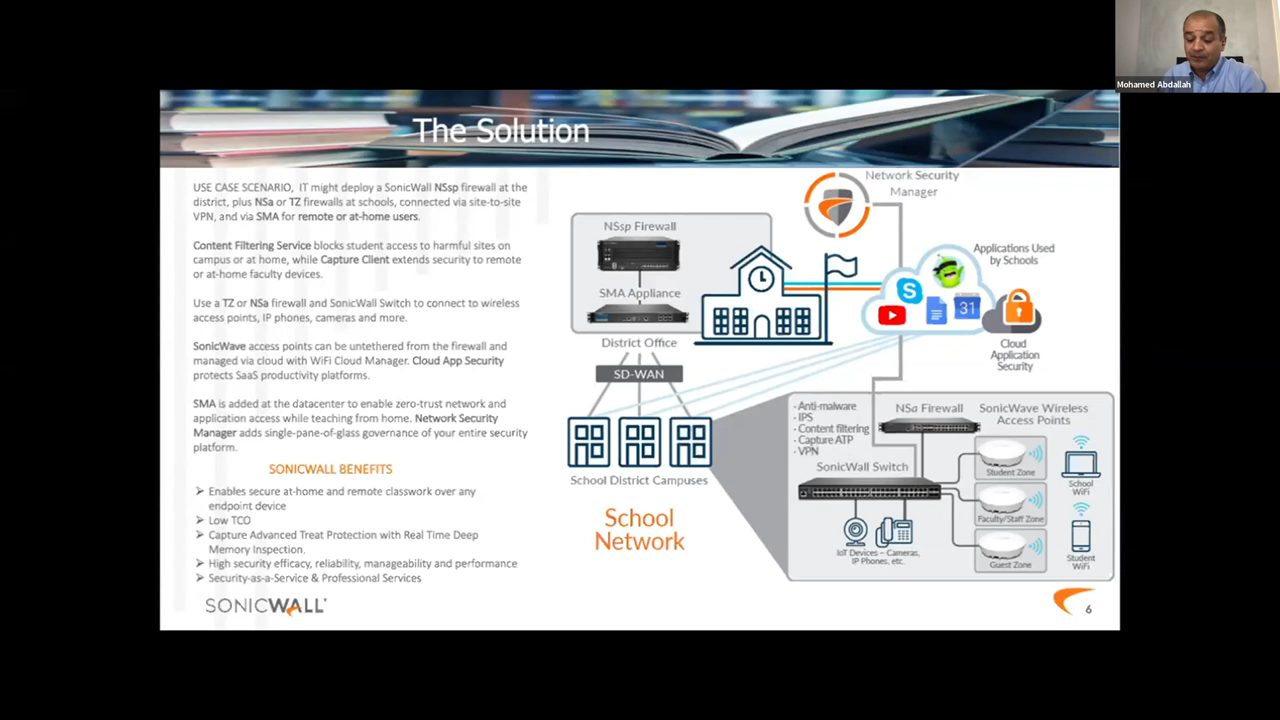 Mohamed Abdallah
The Solution
USE CASE SCENARIO, IT might deploy a SonicWall NSsp firewall at the
district, plus NSa or TZ firewalls at schools, connected via site-to-site
VPN, and via SMA for remote or at-home users.
Content Filtering Service blocks student access to harmful sites on
campus or at home, while Capture Client extends security to remote
or at-home faculty devices.
Use a TZ or NSa firewall and SonicWall Switch to connect to wireless
access points, IP phones, cameras and more.
SonicWave access points can be untethered from the firewall and
managed via cloud with WiFi Cloud Manager. Cloud App Security
protects SaaS productivity platforms.
SMA is added at the datacenter to enable zero-trust network and
application access while teaching from home. Network Security
Manager adds single-pane-of-glass governance of your entire security
platform.
SONICWALL BENEFITS
➢ Enables secure at-home and remote classwork over any
endpoint device
➢ Low TCO
➢ Capture Advanced Treat Protection with Real Time Deep
Memory Inspection.
➢ High security efficacy, reliability, manageability and performance
➢ Security-as-a-Service & Professional Services
SONICWALL
Network Security
Manager
NSsp Firewall
SMA Appliance
District Office
SD-WAN
School District Campuses
School
Network
Applications Used
by Schools
31
Cloud
Application
Security
- Anti-malware
- IPS
- Content filtering
- Capture ATP
- VPN
NSa Firewall
SonicWave Wireless
Access Points
SonicWall Switch
Student Zone
School
WiFi
Faculty/Staff Zone
IoT Devices – Cameras,
IP Phones, etc.
Guest Zone
Student
WiFi
6